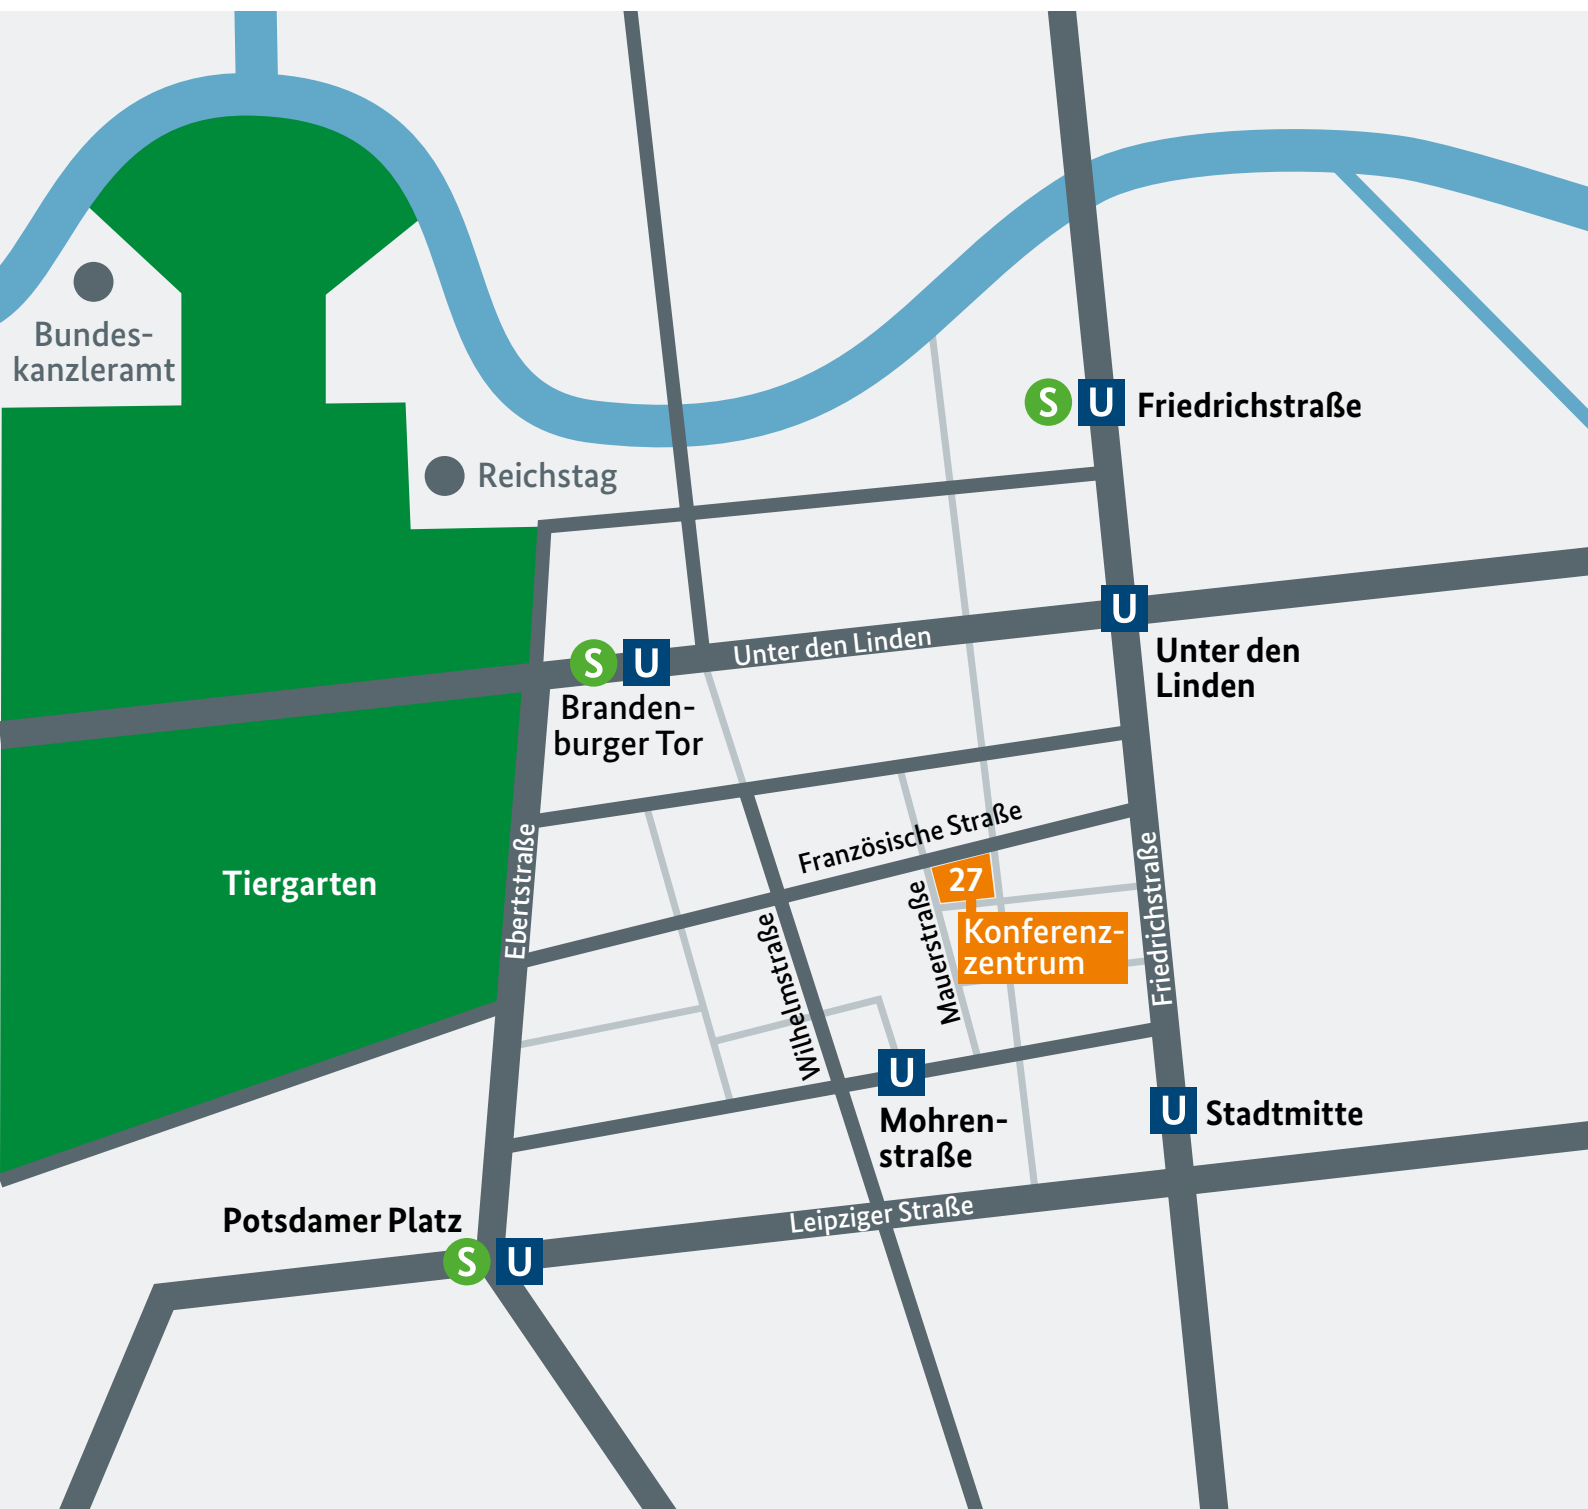 Bundes-
kanzleramt
S U Friedrichstraße
Reichstag
U
Unter den Linden
Unter den
Linden
S U
Branden-
burger Tor
Französische Straße
Ebertstraße
Friedrichstraße
Tiergarten
27
Mauerstraße
Wilhelmstraße
Konferenz-
zentrum
U
Mohren-
straße
U Stadtmitte
Potsdamer Platz
S U
Leipziger Straße